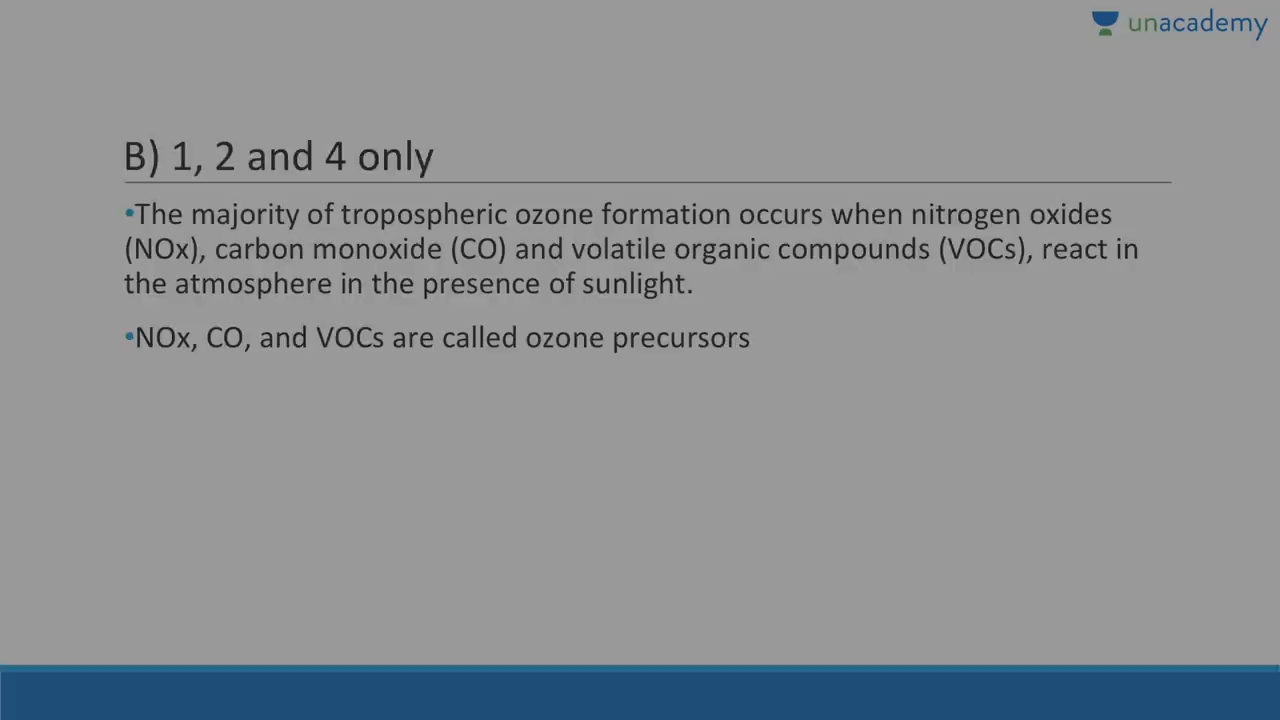 unacademy
B) 1, 2 and 4 only
•The majority of tropospheric ozone formation occurs when nitrogen oxides
(NOx), carbon monoxide (CO) and volatile organic compounds (VOCs), react in
the atmosphere in the presence of sunlight.
•NOx, CO, and VOCs are called ozone precursors